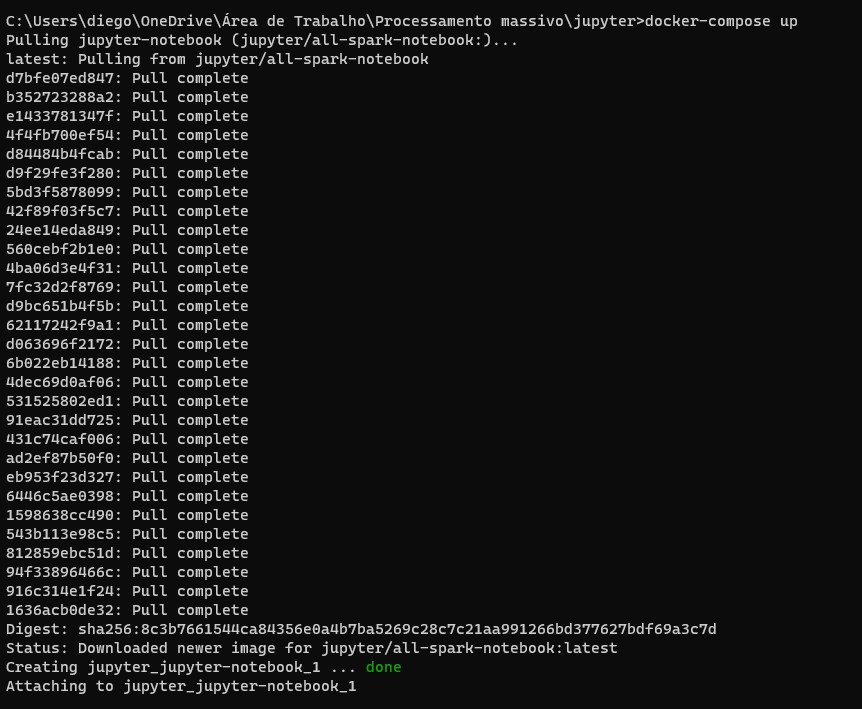 C:\Users\diego\OneDrive\Área de Trabalho\Processamento massivo\jupyter>docker-compose up
Pulling jupyter-notebook (jupyter/all-spark-notebook:)...
latest: Pulling from jupyter/all-spark-notebook
d7bfe07ed847: Pull complete
b352723288a2: Pull complete
e1433781347f: Pull complete
4f4fb700ef54: Pull complete
d84484b4fcab: Pull complete
d9f29fe3f280: Pull complete
5bd3f5878099: Pull complete
42f89f03f5c7: Pull complete
24ee14eda849: Pull complete
560cebf2b1e0: Pull complete
4ba06d3e4f31: Pull complete
7fc32d2f8769: Pull complete
d9bc651b4f5b: Pull complete
62117242f9a1: Pull complete
d063696f2172: Pull complete
6b022eb14188: Pull complete
4dec69d0af06: Pull complete
531525802ed1: Pull complete
91eac31dd725: Pull complete
431c74caf006: Pull complete
ad2ef87b50f0: Pull complete
eb953f23d327: Pull complete
6446c5ae0398: Pull complete
1598638cc490: Pull complete
543b113e98c5: Pull complete
812859ebc51d: Pull complete
94f33896466c: Pull complete
916c314e1f24: Pull complete
1636acb0de32: Pull complete
Digest: sha256:8c3b7661544ca84356e0a4b7ba5269c28c7c21aa991266bd377627bdf69a3c7d
Status: Downloaded newer image for jupyter/all-spark-notebook:latest
Creating jupyter_jupyter-notebook_1 ... done
Attaching to jupyter_jupyter-notebook_1